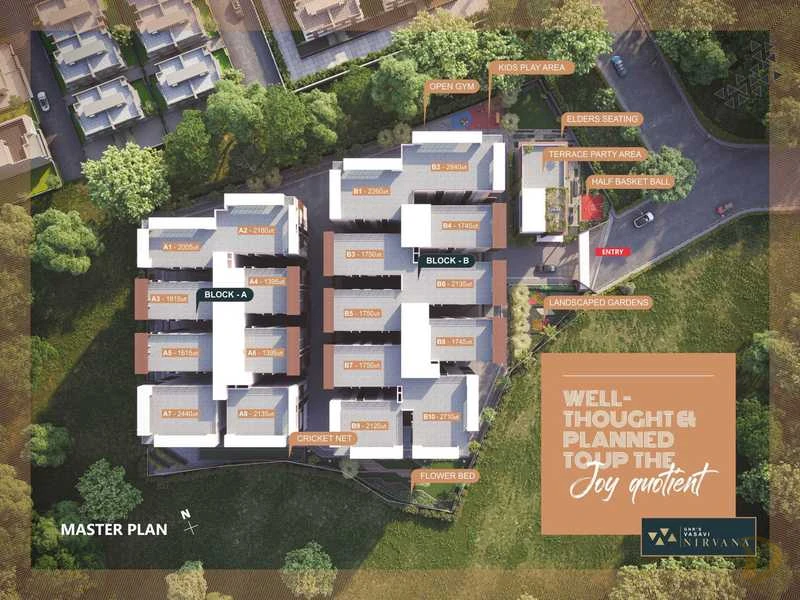 KIDS PLAY AREA
OPEN GYM
ELDERS SEATING
TERRACE PARTY AREA
HALF BASKET BALL
B2 - 2840sft
B1 - 2260sft
A2 - 2180sft
A1 - 2005sft
B4 - 1745sft
B3 - 1750sft
BLOCK - B
ENTRY
A4 - 1395sft
B6 - 2135sft
A3 - 1615sft
BLOCK - A
LANDSCAPED GARDENS
B5 - 1750sft
B8 - 1745sft
A5 - 1615sft
A6 - 1395sft
B7 - 1750sft
A7 - 2440sft
A8 - 2135sft
B9 - 2120sft
B10 - 2710sft
CRICKET NET
FLOWER BED
WELL-
THOUGHT &
PLANNED
TO UP THE
Joy quotient
MASTER PLAN
N
GNR'S
VASAVI
NIRVANA